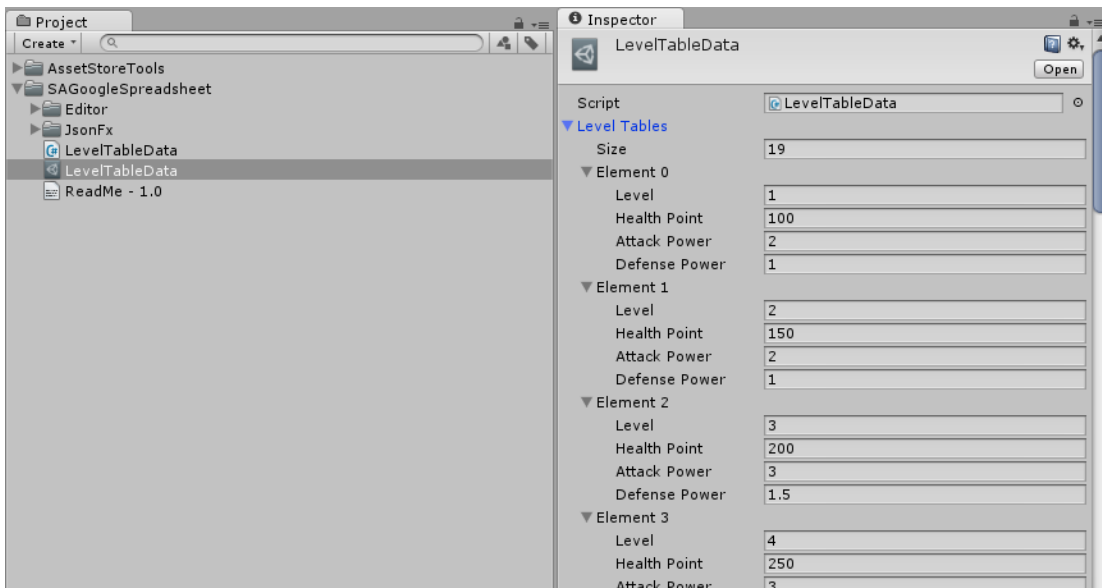 Project
Create
AssetStoreTools
SAGoogleSpreadsheet
Editor
JsonFx
LevelTableData
LevelTableData
ReadMe - 1.0
Inspector
LevelTableData
Open
Script LevelTableData
Level Tables
Size 19
Element 0
Level 1
Health Point 100
Attack Power 2
Defense Power 1
Element 1
Level 2
Health Point 150
Attack Power 2
Defense Power 1
Element 2
Level 3
Health Point 200
Attack Power 3
Defense Power 1.5
Element 3
Level 4
Health Point 250
Attack Power 3